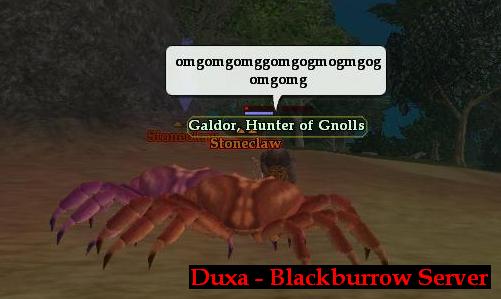 omgomgomggomgogmogmgog
omgomg
Galdor, Hunter of Gnolls
Stoneclaw
Duxa - Blackburrow Server